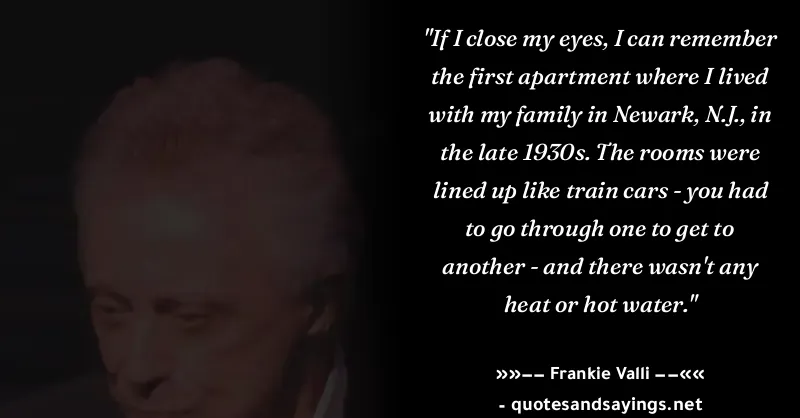 "If I close my eyes, I can remember
the first apartment where I lived
with my family in Newark, N.J., in
the late 1930s. The rooms were
lined up like train cars - you had
to go through one to get to
another - and there wasn't any
heat or hot water."
»»–– Frankie Valli ––««
- quotesandsayings.net